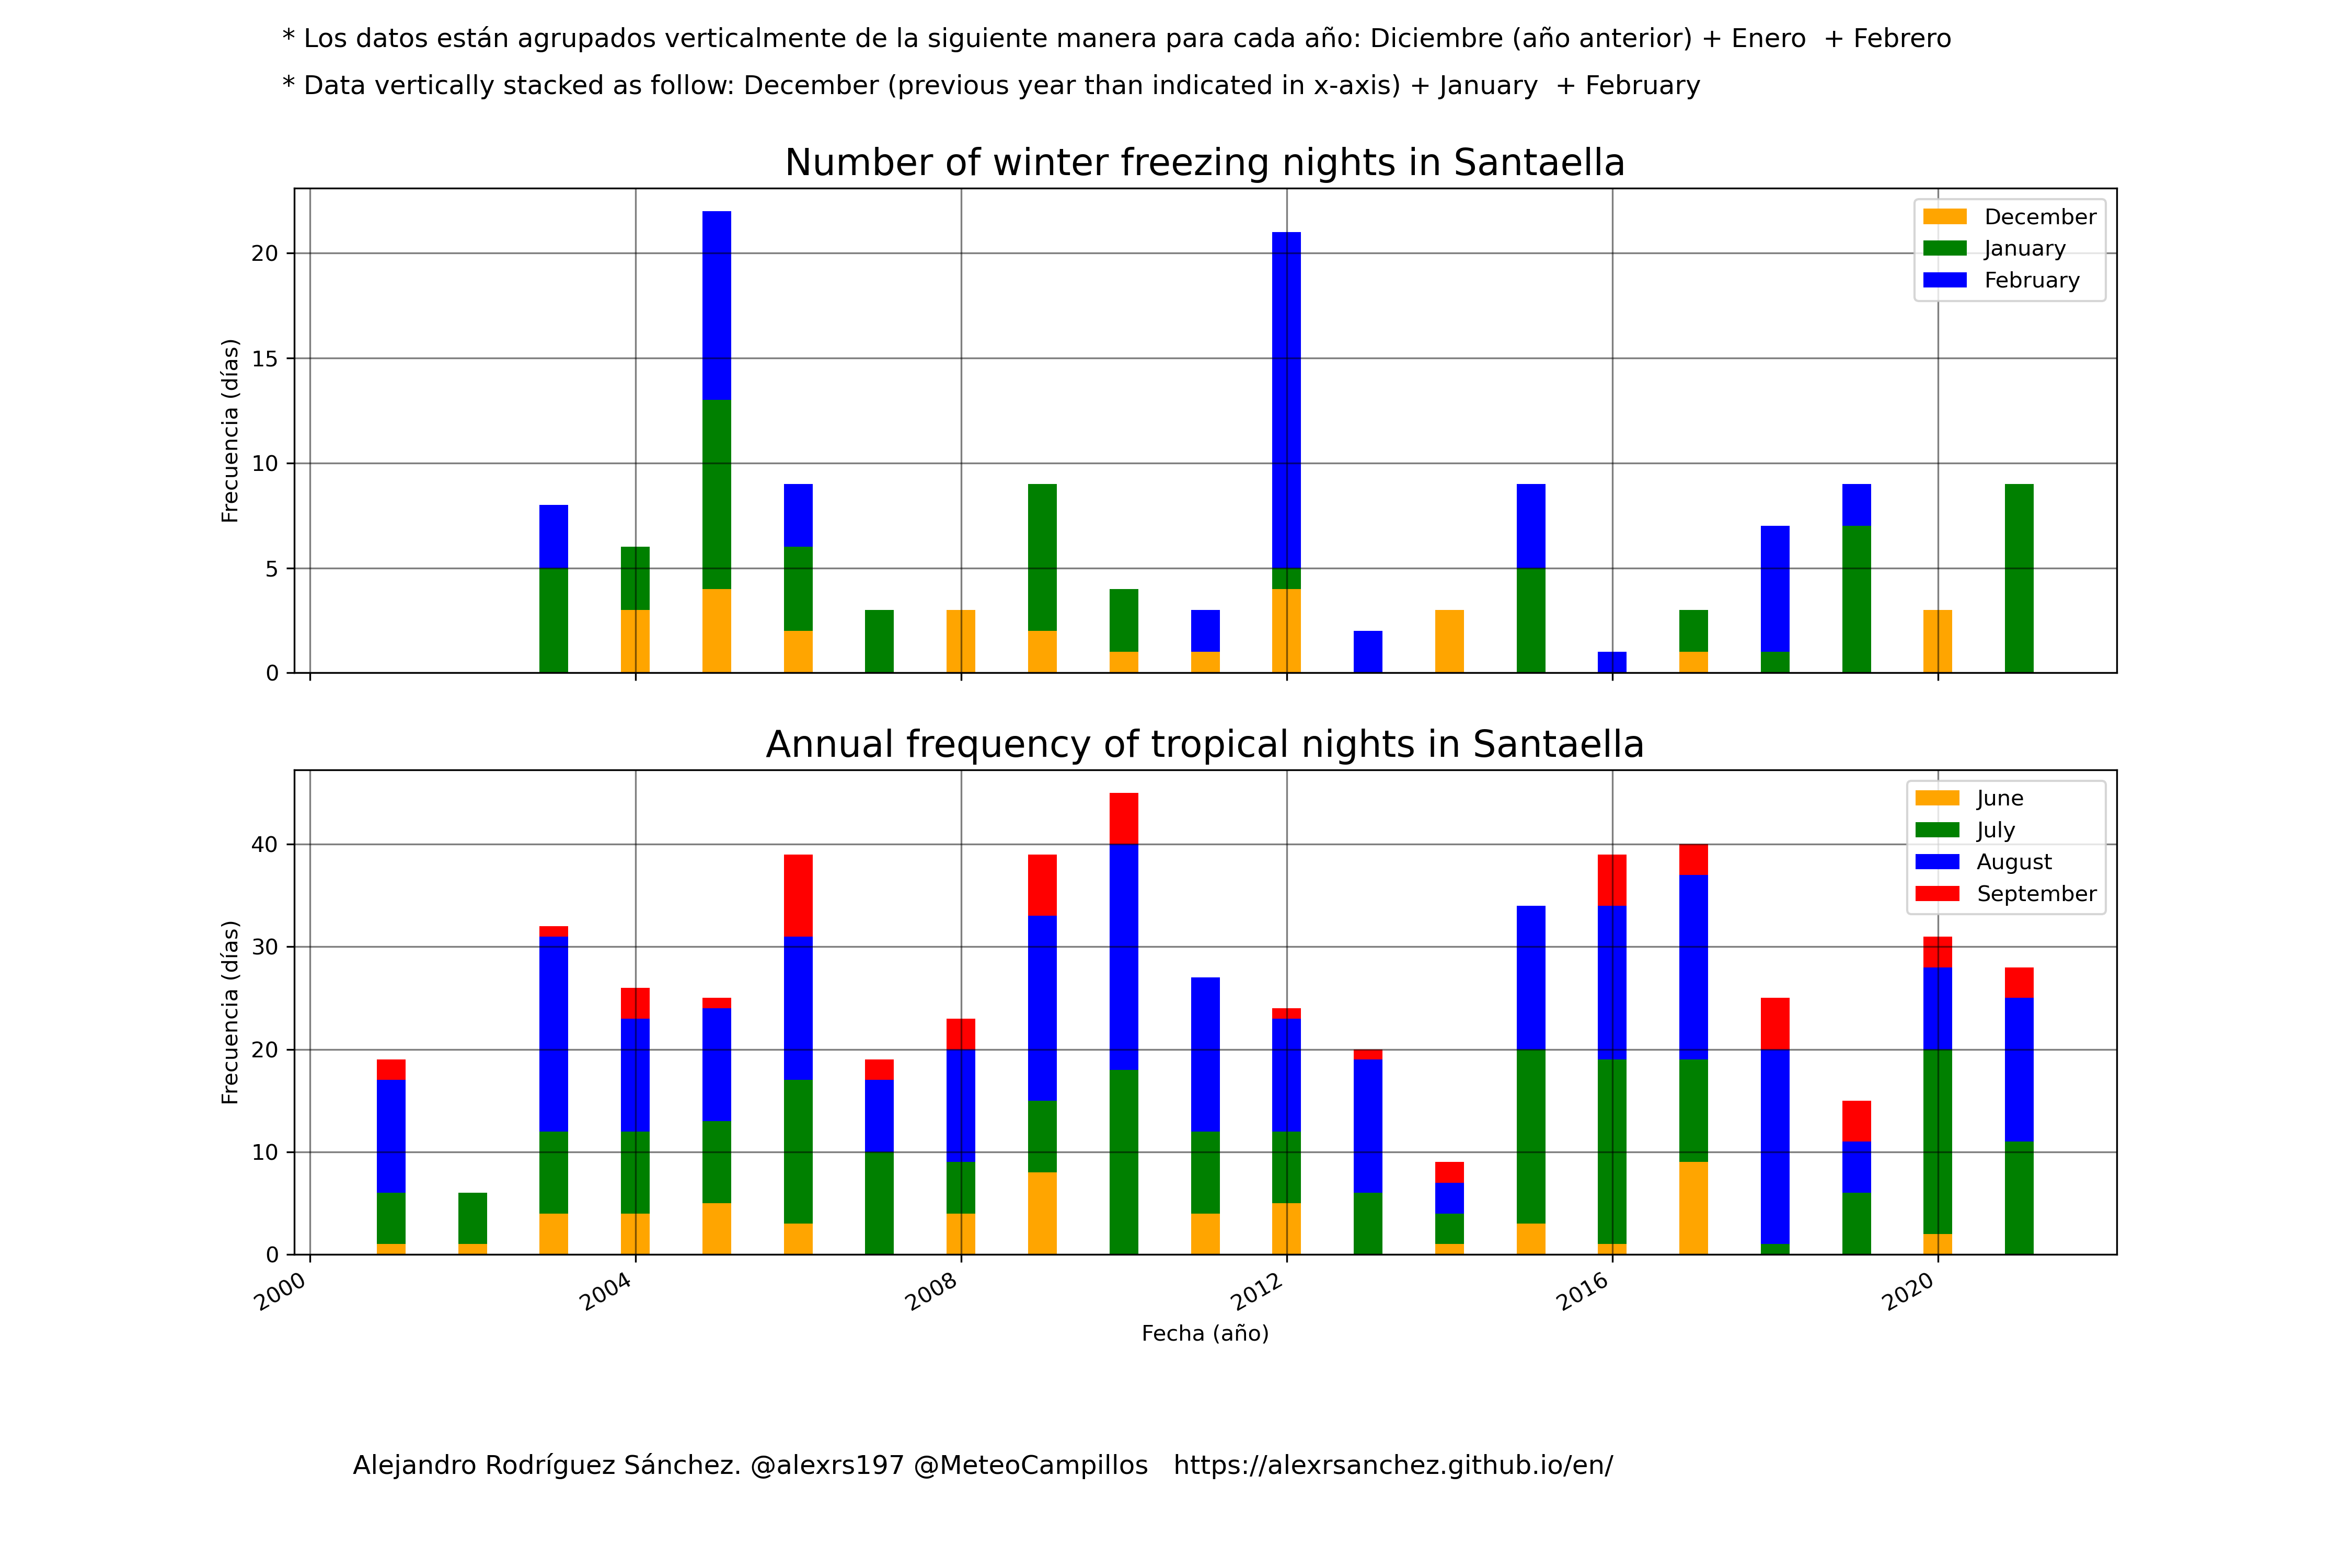 * Los datos están agrupados verticalmente de la siguiente manera para cada año: Diciembre (año anterior) + Enero  + Febrero
* Data vertically stacked as follow: December (previous year than indicated in x-axis) + January  + February
Number of winter freezing nights in Santaella
Frecuencia (días)
20
15
10
5
0
December
January
February
Annual frequency of tropical nights in Santaella
Frecuencia (días)
40
30
20
10
0
June
July
August
September
2000 2004 2008 2012 2016 2020
Fecha (año)
Alejandro Rodríguez Sánchez. @alexrs197 @MeteoCampillos   https://alexrsanchez.github.io/en/